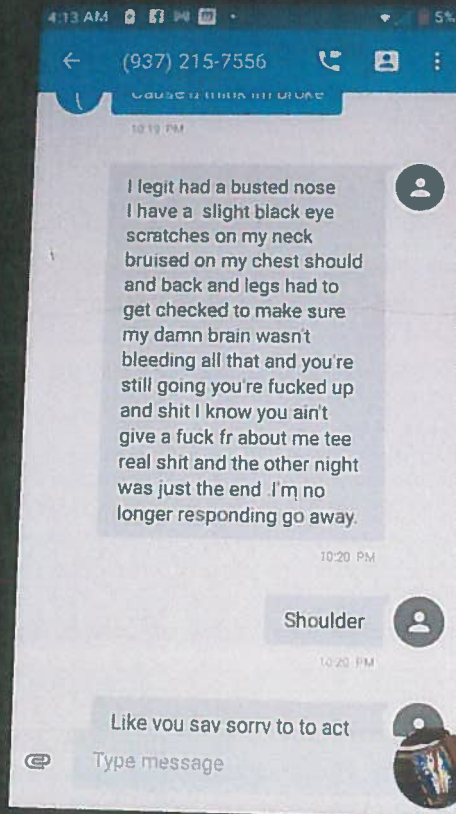 4:13 AM 5%
(937) 215-7556
Cause u think im broke
10:19 PM
I legit had a busted nose
I have a slight black eye
scratches on my neck
bruised on my chest should
and back and legs had to
get checked to make sure
my damn brain wasn't
bleeding all that and you're
still going you're fucked up
and shit I know you ain't
give a fuck fr about me tee
real shit and the other night
was just the end .I'm no
longer responding go away.
10:20 PM
Shoulder
10:20 PM
Like you say sorry to to act
Type message